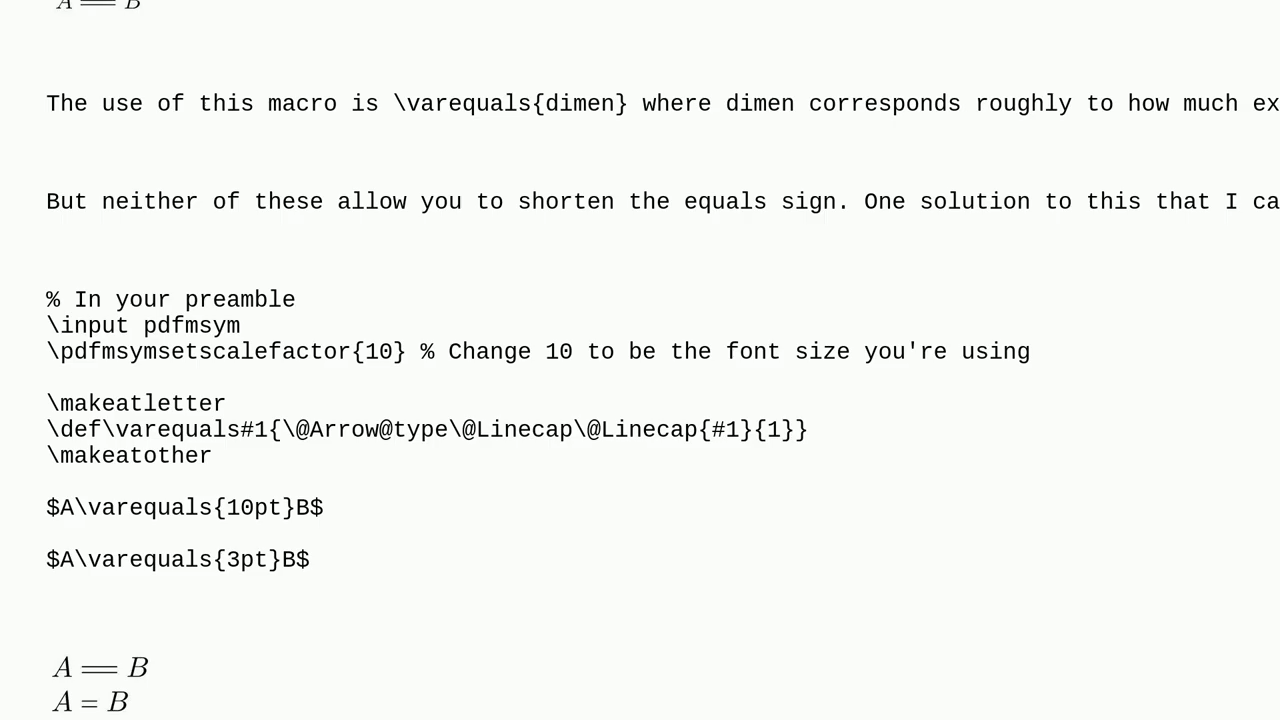 A = B
The use of this macro is \varequals{dimen} where dimen corresponds roughly to how much ex
But neither of these allow you to shorten the equals sign. One solution to this that I ca
% In your preamble
\input pdfmsym
\pdfmsymsetscalefactor{10} % Change 10 to be the font size you're using
\makeatletter
\def\varequals#1{\@Arrow@type\@Linecap\@Linecap{#1}{1}}
\makeatother
$A\varequals{10pt}B$
$A\varequals{3pt}B$
A = B
A = B